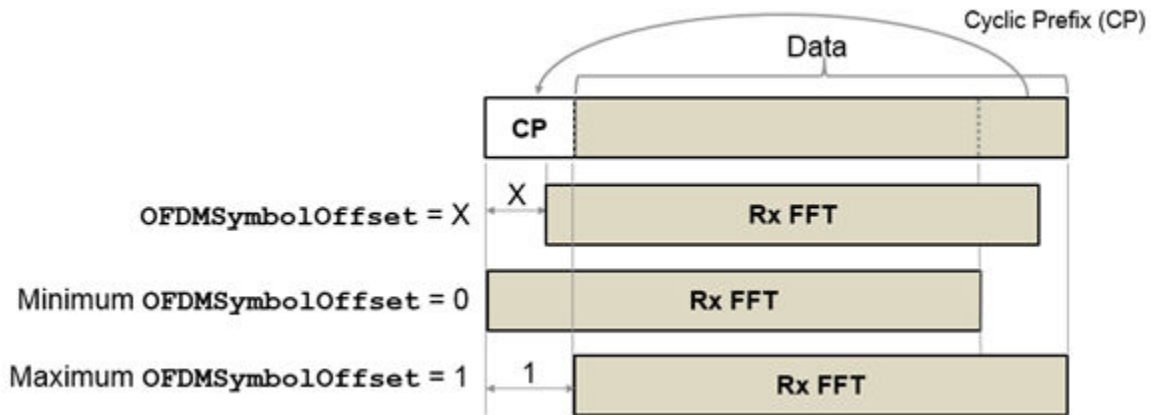 Cyclic Prefix (CP)
Data
CP
X
OFDMSymbolOffset = X
Rx FFT
Minimum OFDMSymbolOffset = 0
Rx FFT
Maximum OFDMSymbolOffset = 1
1
Rx FFT